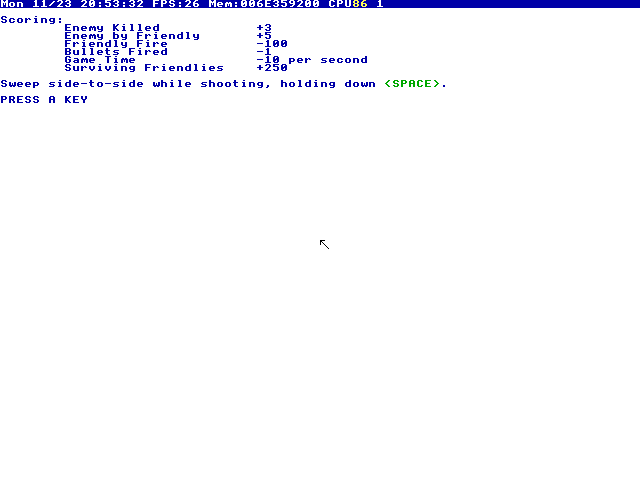 Mon 11/23 20:53:32 FPS:26 Mem:006E359200 CPU86 1
Scoring:
Enemy Killed +3
Enemy by Friendly +5
Friendly Fire -100
Bullets Fired -1
Game Time -10 per second
Surviving Friendlies +250
Sweep side-to-side while shooting, holding down <SPACE>.
PRESS A KEY